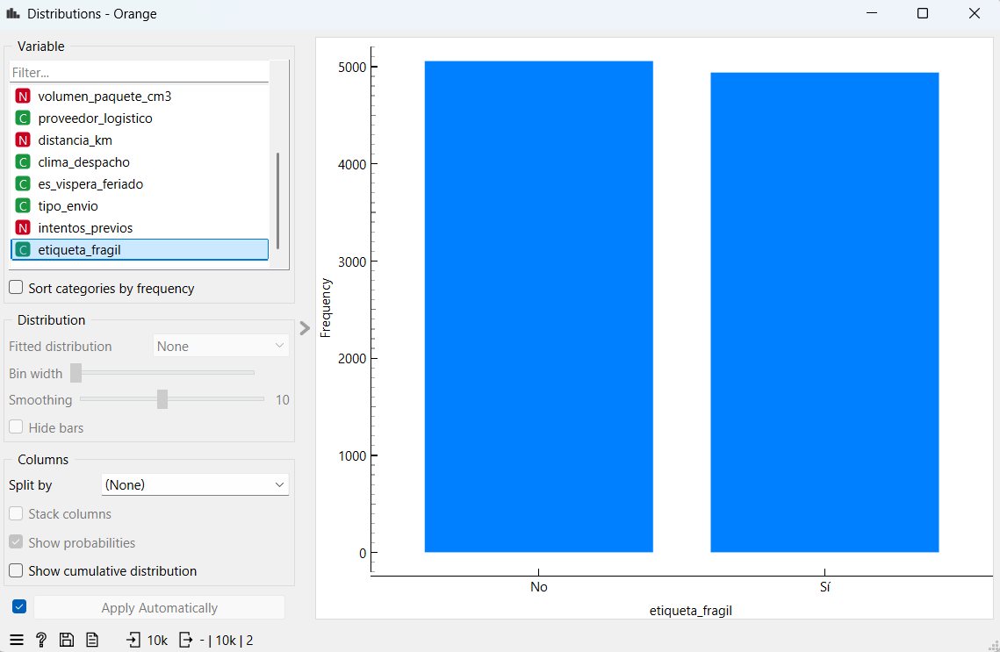 Distributions - Orange
Variable
Filter...
N volumen_paquete_cm3
C proveedor_logistico
N distancia_km
C clima_despacho
C es_vispera_feriado
C tipo_envio
N intentos_previos
C etiqueta_fragil
Sort categories by frequency
Distribution
Fitted distribution None
Bin width
Smoothing 10
Hide bars
Columns
Split by (None)
Stack columns
Show probabilities
Show cumulative distribution
Apply Automatically
? 10k - | 10k | 2
Frequency
5000
4000
3000
2000
1000
0
No Sí
etiqueta_fragil